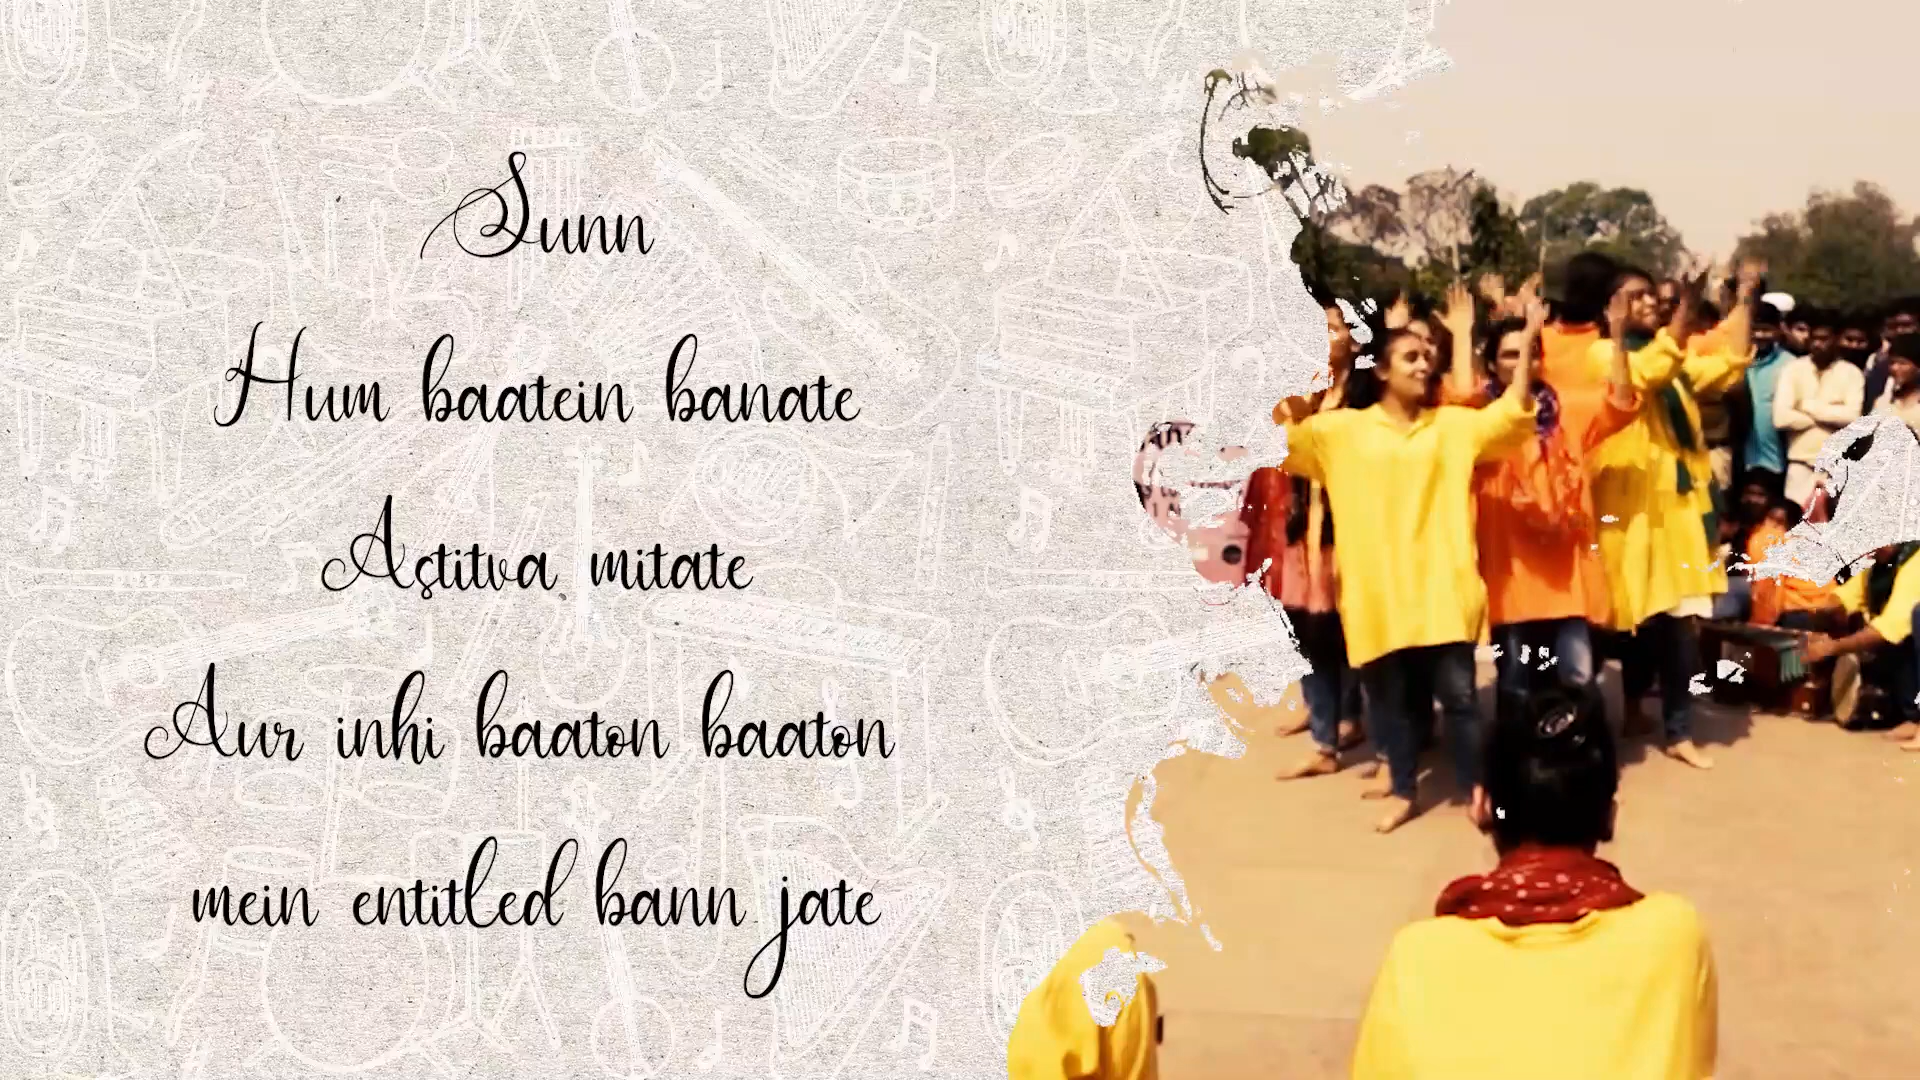 Sunn
Hum baatein banate
Astitva mitate
Aur inhi baaton baaton
mein entitled bann jate